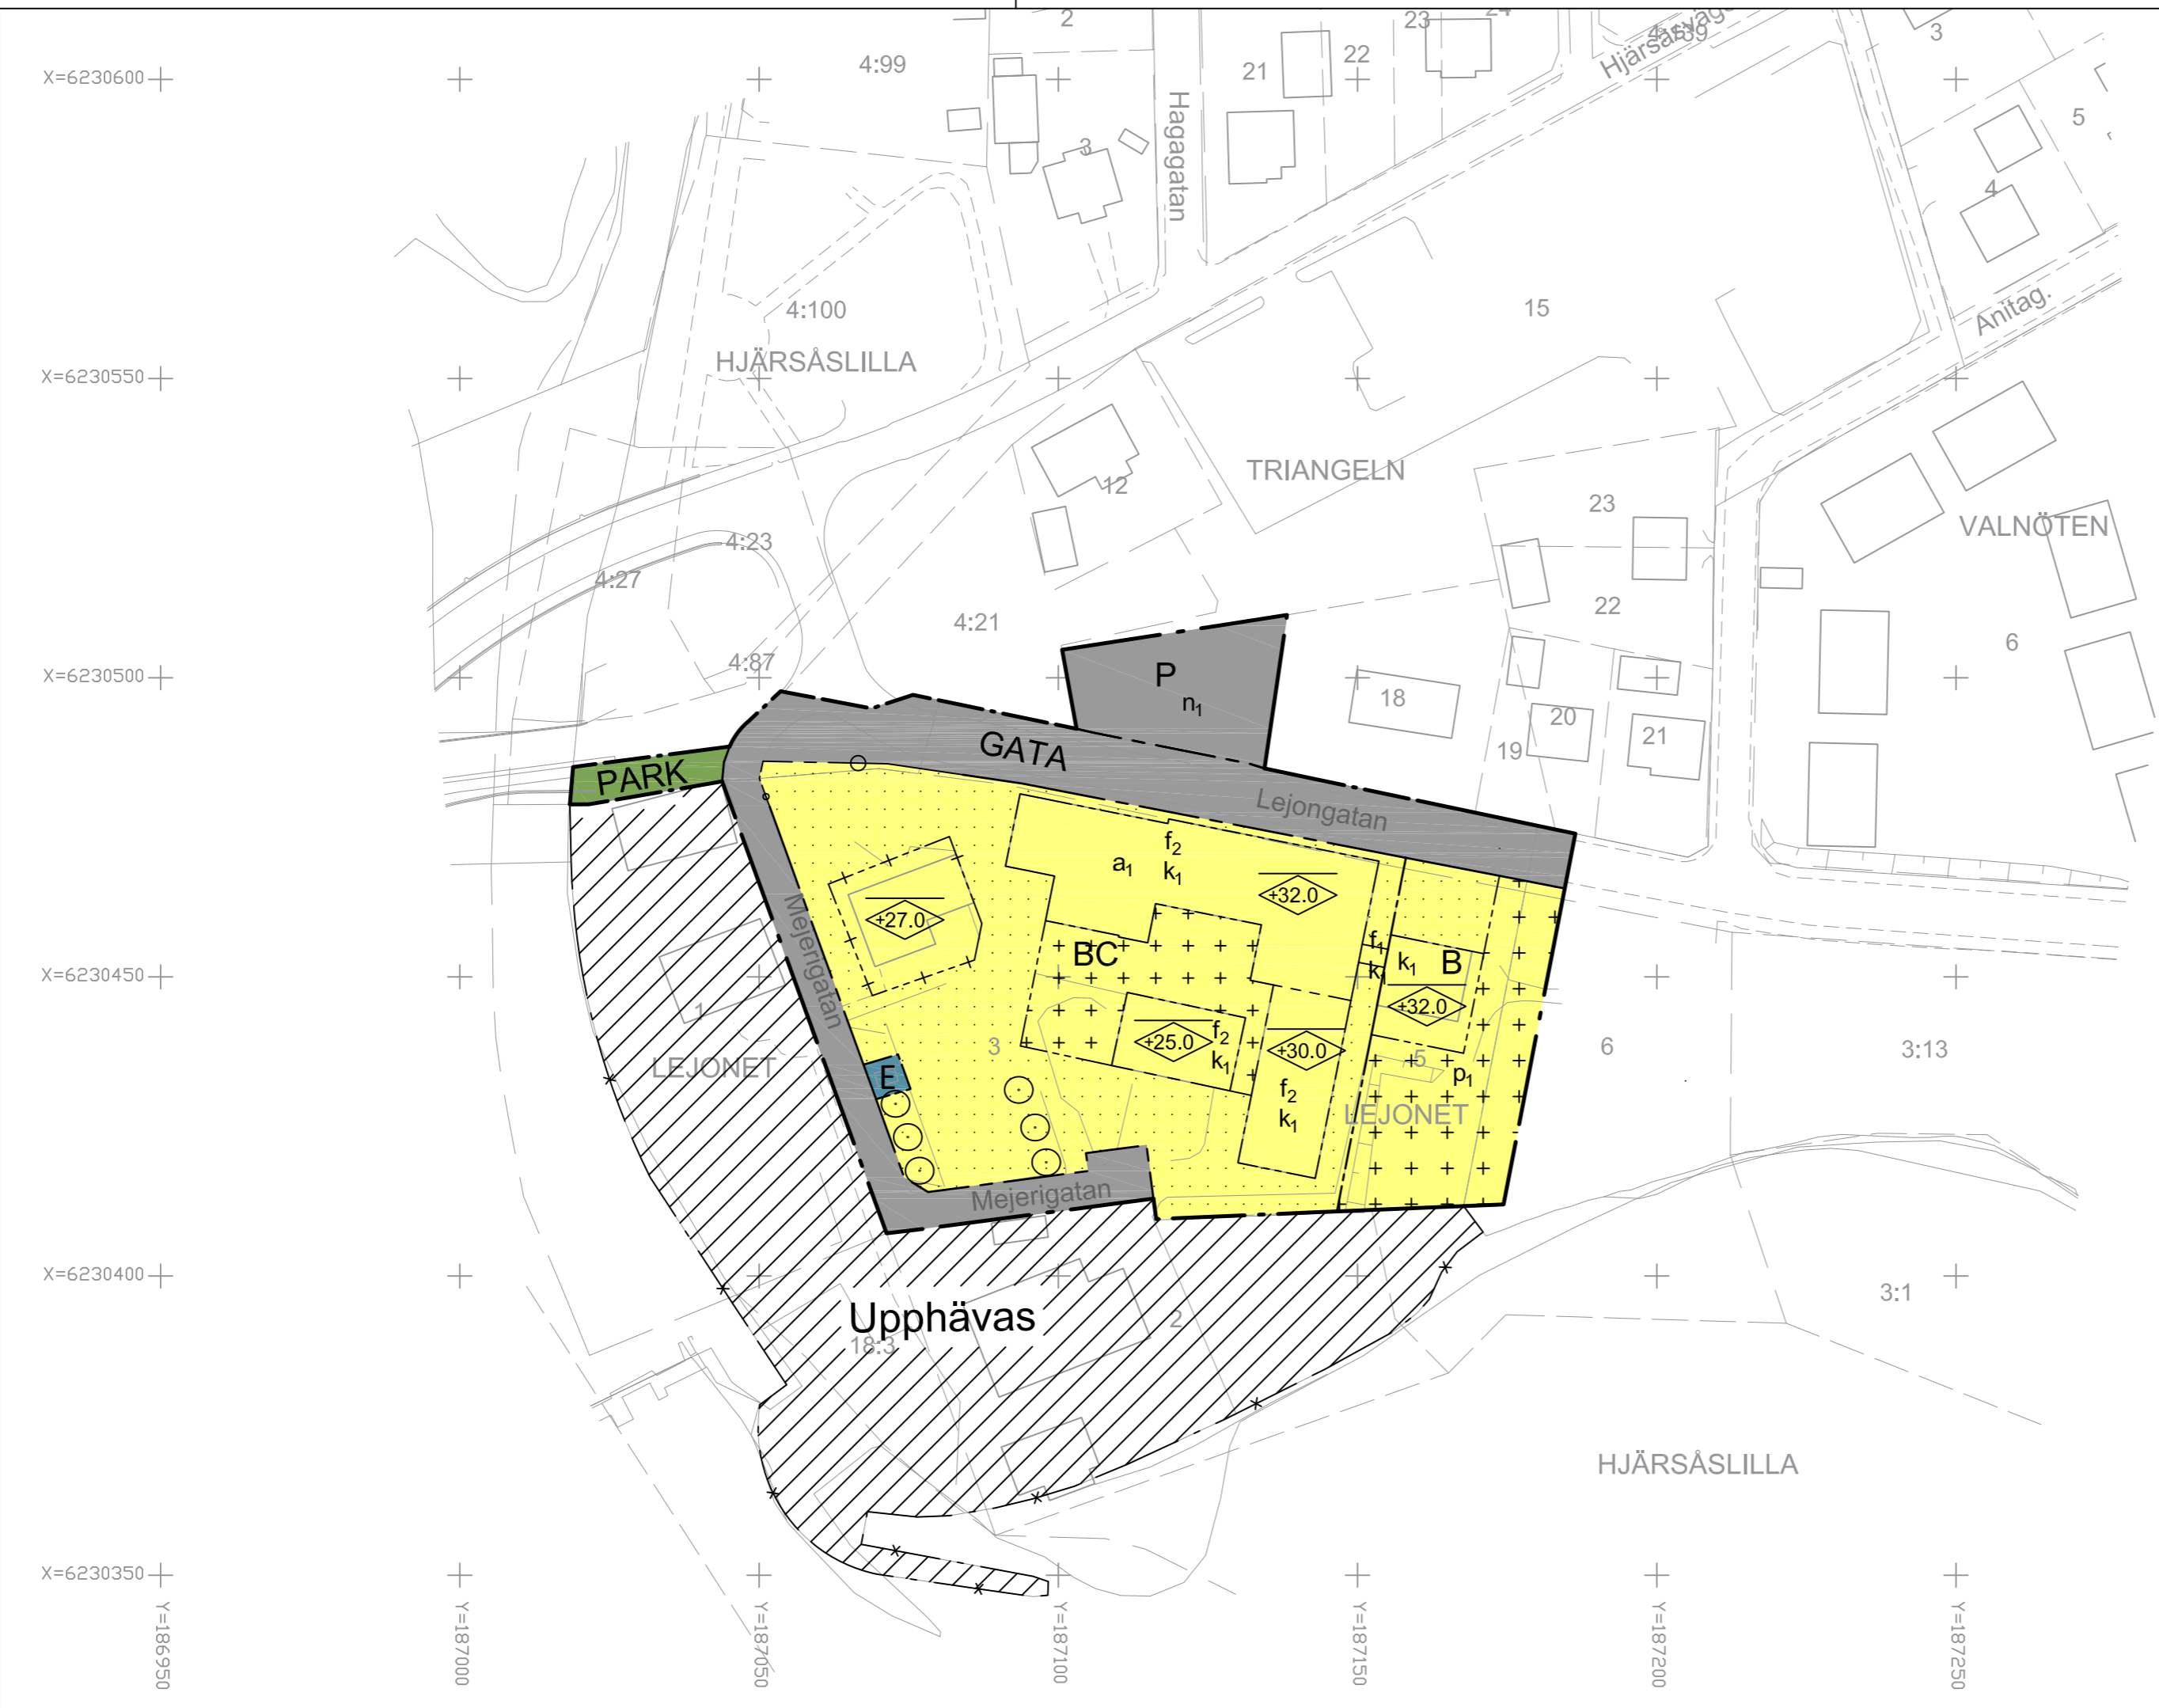 2
23
24
4:139
3
X=6230600
4:99
21
22
Hjärsåsväge
Hagagatan
3
5
4
4:100
15
Anitag.
HJÄRSÅSLILLA
X=6230550
12
TRIANGELN
23
VALNÖTEN
4:23
4:27
22
4:21
6
4:87
X=6230500
P
n1
18
20
19
21
GATA
PARK
Lejongatan
f2
a1
k1
+32.0
+27.0
Mejerigatan
BC
f1
k1
k1
B
X=6230450
+32.0
1
LEJONET
3
+25.0
f2
k1
+30.0
5
6
3:13
E
p1
f2
k1
LEJONET
Mejerigatan
X=6230400
Upphävas
18:3
2
3:1
HJÄRSÅSLILLA
X=6230350
Y=186950
Y=187000
Y=187050
Y=187100
Y=187150
Y=187200
Y=187250